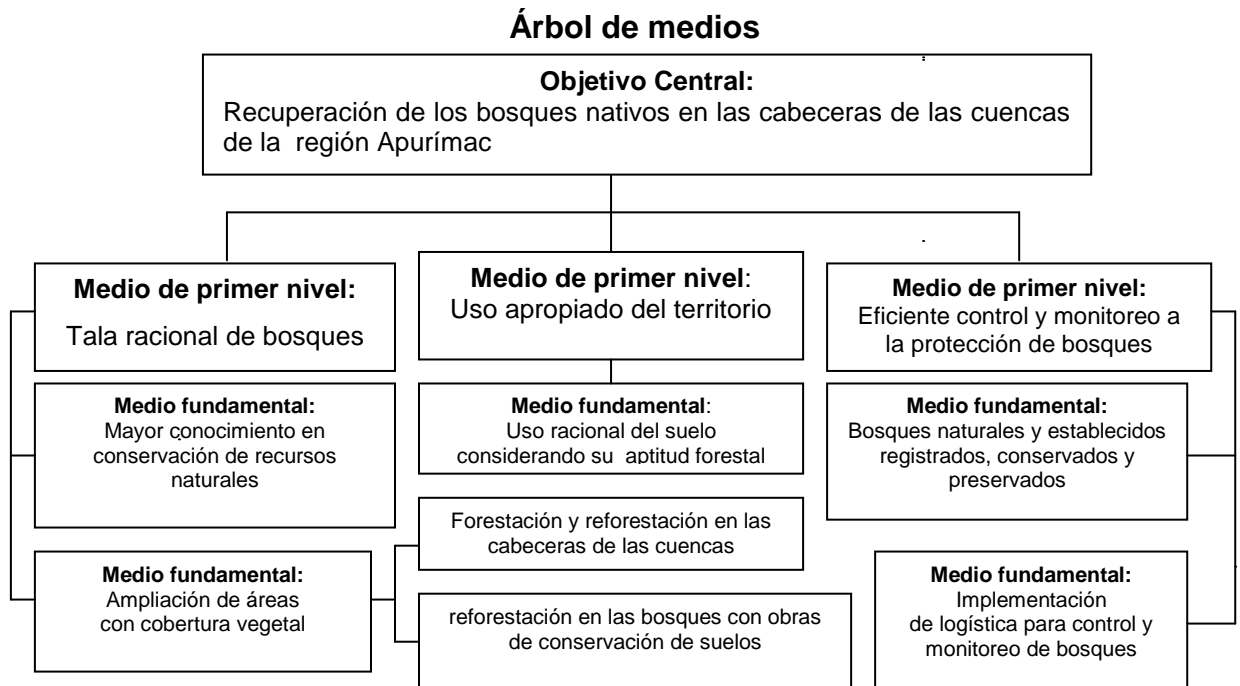 Árbol de medios
Objetivo Central:
Recuperación de los bosques nativos en las cabeceras de las cuencas
de la región Apurímac
Medio de primer nivel:
Tala racional de bosques
Medio de primer nivel:
Uso apropiado del territorio
Medio de primer nivel:
Eficiente control y monitoreo a
la protección de bosques
Medio fundamental:
Mayor conocimiento en
conservación de recursos
naturales
Medio fundamental:
Uso racional del suelo
considerando su aptitud forestal
Medio fundamental:
Bosques naturales y establecidos
registrados, conservados y
preservados
Medio fundamental:
Ampliación de áreas
con cobertura vegetal
Forestación y reforestación en las
cabeceras de las cuencas
reforestación en las bosques con obras
de conservación de suelos
Medio fundamental:
Implementación
de logística para control y
monitoreo de bosques